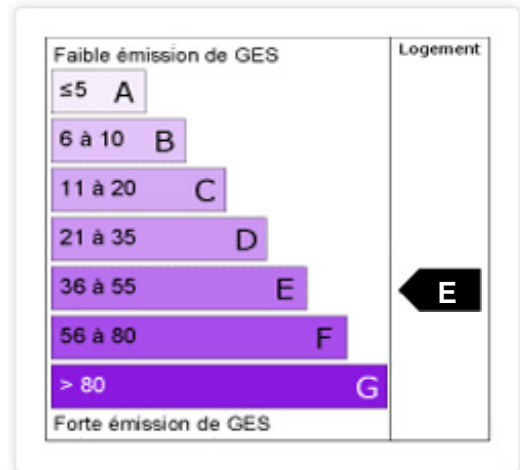 Faible émission de GES
Logement
≤5 A
6 à 10 B
11 à 20 C
21 à 35 D
36 à 55 E
E
56 à 80 F
> 80 G
Forte émission de GES